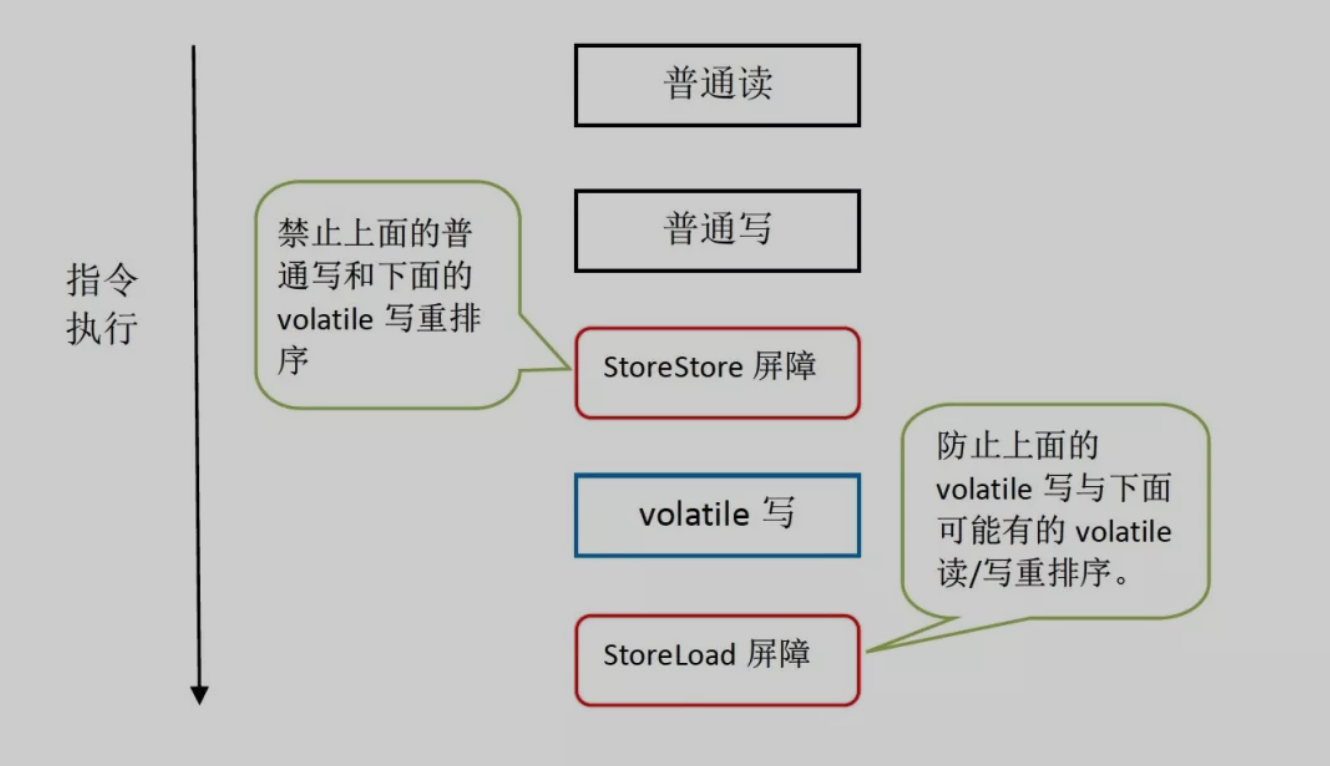 普通读
普通写
禁止上面的普
通写和下面的
volatile 写重排
序
指令
执行
StoreStore 屏障
volatile 写
防止上面的
volatile 写与下面
可能有的 volatile
读/写重排序。
StoreLoad 屏障